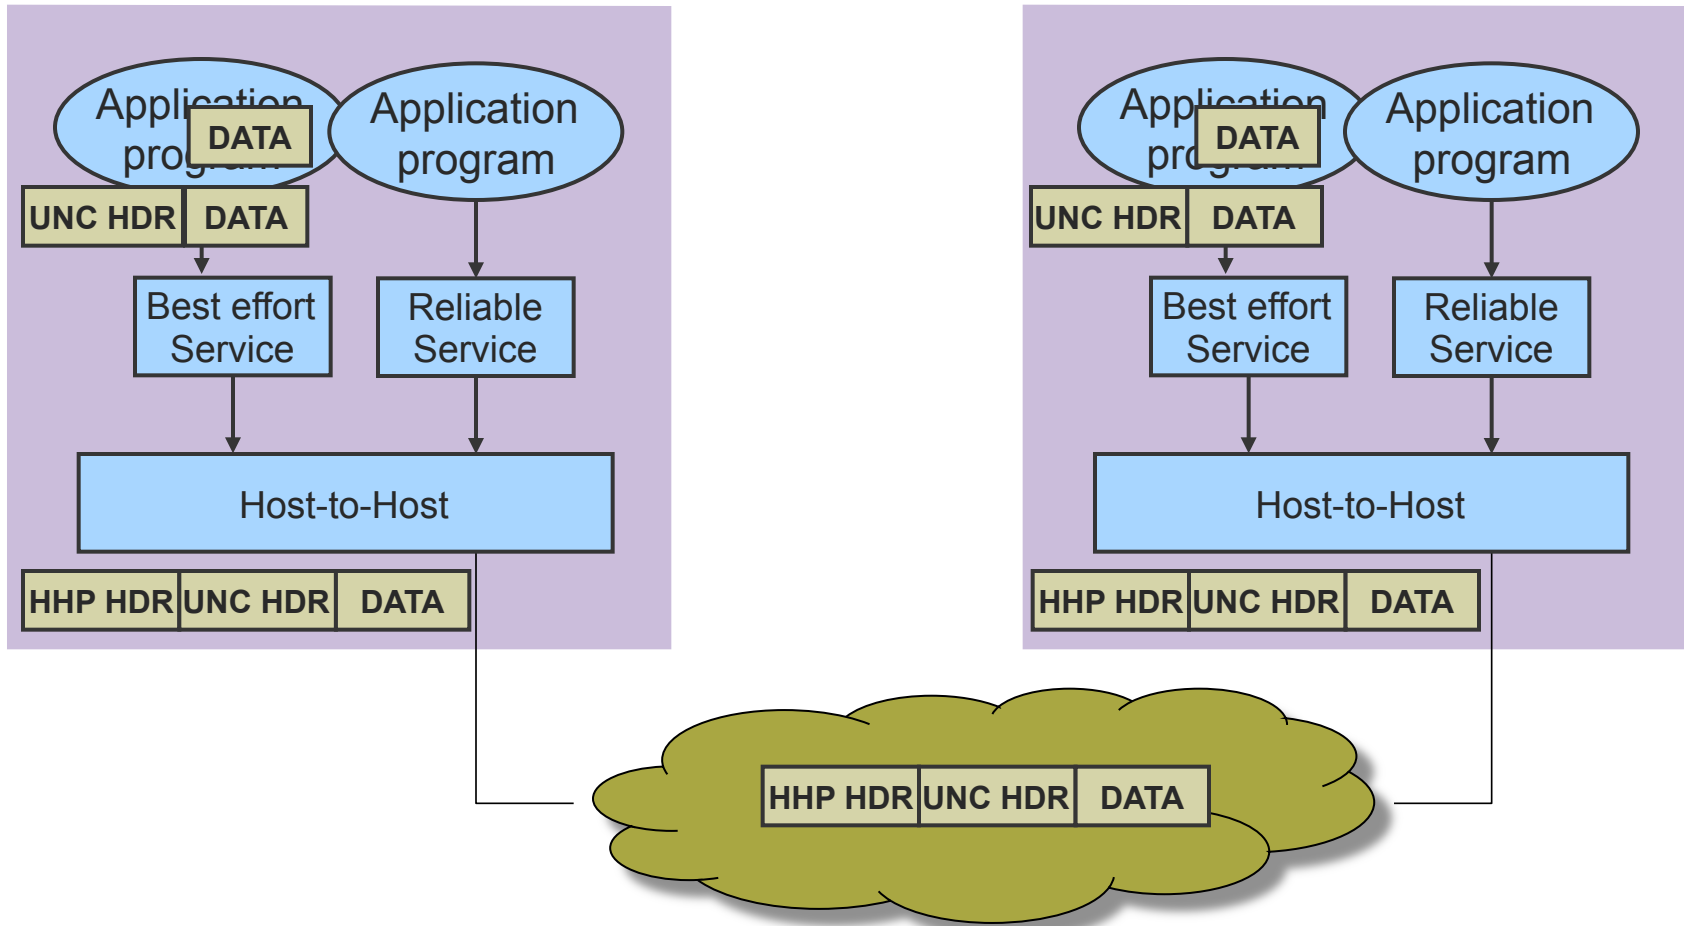 Application
program
DATA
Application
program
UNC HDR
DATA
Best effort
Service
Reliable
Service
Host-to-Host
HHP HDR
UNC HDR
DATA
Application
program
DATA
Application
program
UNC HDR
DATA
Best effort
Service
Reliable
Service
Host-to-Host
HHP HDR
UNC HDR
DATA
HHP HDR
UNC HDR
DATA